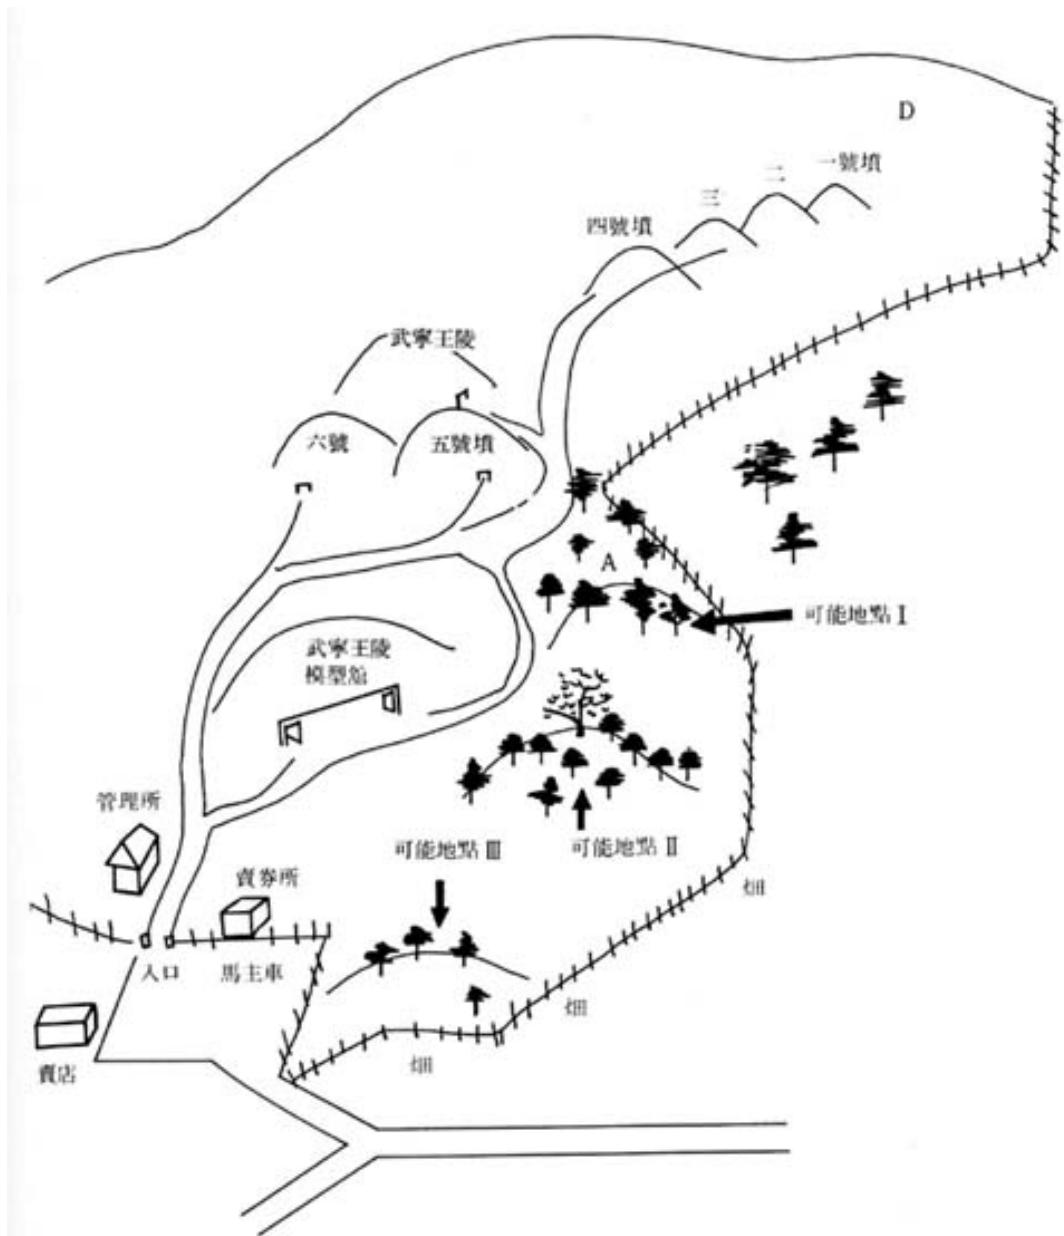 D
一號墳
二
三
四號墳
武寧王陵
六號
五號墳
A
可能地點 I
武寧王陵
模型舘
管理所
可能地點 III
可能地點 II
畑
賣券所
入口
馬主車
畑
畑
賣店